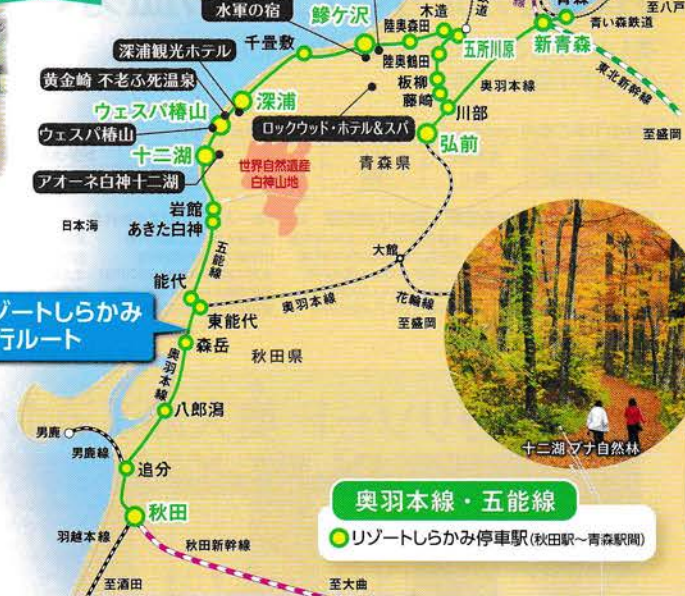 水軍の宿
鰺ケ沢
木造
陸奥森田
五所川原
新青森
青い森鉄道
至八戸
深浦観光ホテル
千畳敷
陸奥鶴田
板柳
藤崎
奥羽本線
東北新幹線
黄金崎 不老ふ死温泉
深浦
ウェスパ椿山
川部
至盛岡
ウェスパ椿山
ロックウッド・ホテル&スパ
弘前
十二湖
世界自然遺産
白神山地
青森県
アオーネ白神十二湖
岩館
あきた白神
日本海
五能線
大館
能代
奥羽本線
花輪線
至盛岡
東能代
ゾートしらかみ
行ルート
森岳
秋田県
奥羽本線
八郎潟
男鹿
男鹿線
十二湖ブナ自然林
追分
秋田
奥羽本線・五能線
リゾートしらかみ停車駅(秋田駅~青森駅間)
羽越本線
秋田新幹線
至酒田
至大曲